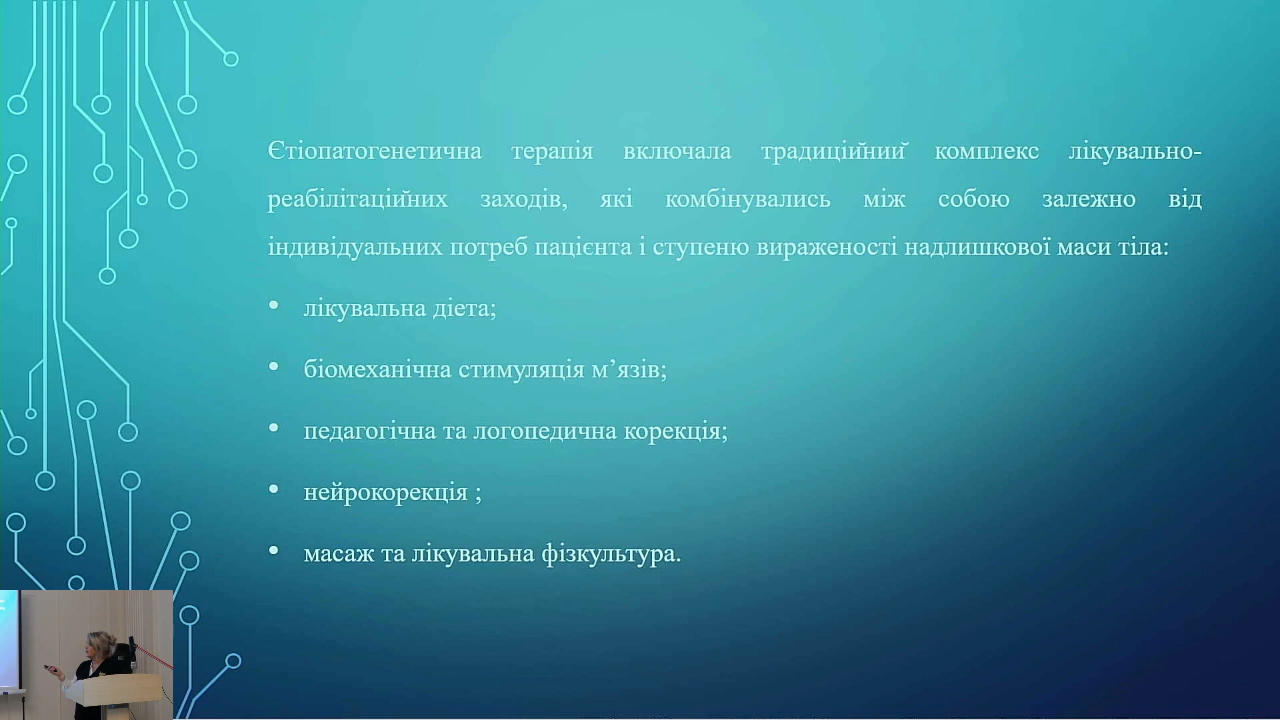 Єтіопатогенетична терапія включала традиційний комплекс лікувально-
реабілітаційних заходів, які комбінувались між собою залежно від
індивідуальних потреб пацієнта і ступеню вираженості надлишкової маси тіла:
• лікувальна дієта;
• біомеханічна стимуляція м’язів;
• педагогічна та логопедична корекція;
• нейрокорекція ;
• масаж та лікувальна фізкультура.